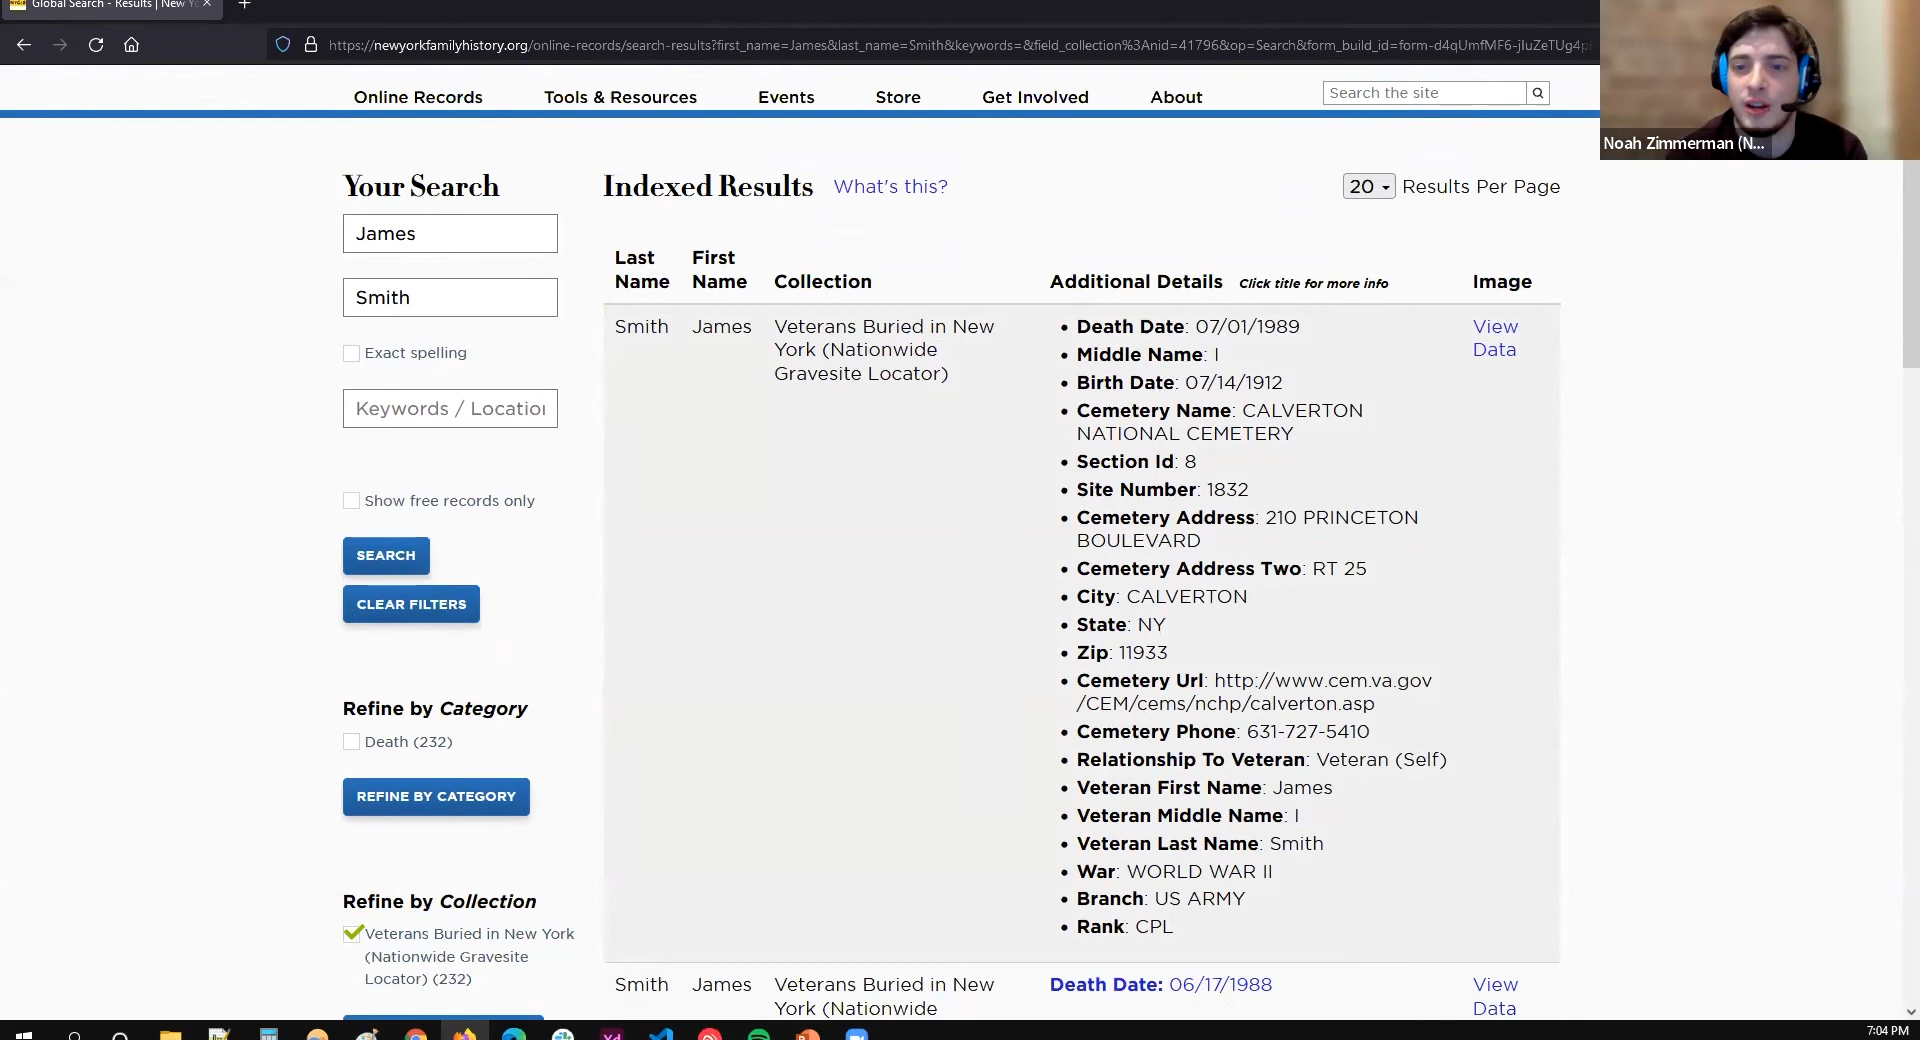 Global Search - Results | New Yo
https://newyorkfamilyhistory.org/online-records/search-results?first_name=James&last_name=Smith&keywords=&field_collection%3Anid=41796&op=Search&form_build_id=form-d4qUmfMF6-jIuZeTUg4p
Online Records Tools & Resources Events Store Get Involved About Search the site
Noah Zimmerman (N...
Your Search
James
Smith
Exact spelling
Keywords / Location
Show free records only
SEARCH
CLEAR FILTERS
Refine by Category
Death (232)
REFINE BY CATEGORY
Refine by Collection
Veterans Buried in New York
(Nationwide Gravesite
Locator) (232)
Indexed Results What's this? 20 Results Per Page
Last Name First Name Collection Additional Details Click title for more info Image
Smith James Veterans Buried in New
York (Nationwide
Gravesite Locator)
• Death Date: 07/01/1989
• Middle Name: I
• Birth Date: 07/14/1912
• Cemetery Name: CALVERTON
NATIONAL CEMETERY
• Section Id: 8
• Site Number: 1832
• Cemetery Address: 210 PRINCETON
BOULEVARD
• Cemetery Address Two: RT 25
• City: CALVERTON
• State: NY
• Zip: 11933
• Cemetery Url: http://www.cem.va.gov
/CEM/cems/nchp/calverton.asp
• Cemetery Phone: 631-727-5410
• Relationship To Veteran: Veteran (Self)
• Veteran First Name: James
• Veteran Middle Name: I
• Veteran Last Name: Smith
• War: WORLD WAR II
• Branch: US ARMY
• Rank: CPL
View
Data
Smith James Veterans Buried in New
York (Nationwide
Death Date: 06/17/1988
View
Data
Xd
7:04 PM